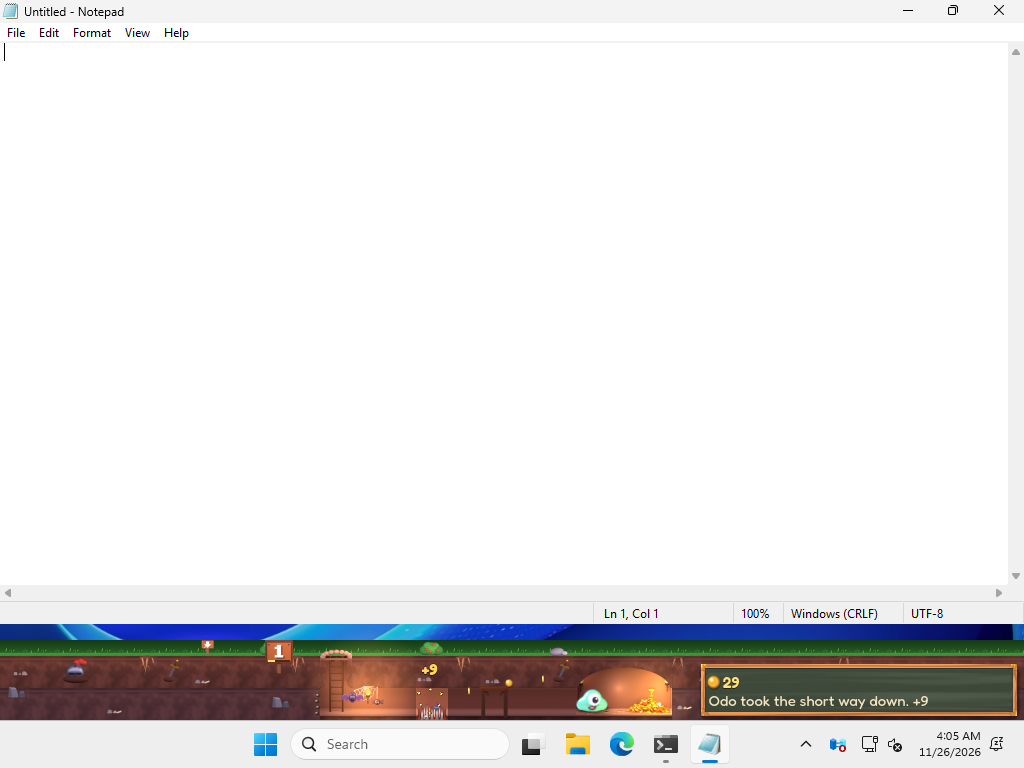 Untitled - Notepad
File Edit Format View Help
Ln 1, Col 1 100% Windows (CRLF) UTF-8
1
+9
29
Odo took the short way down. +9
Search
4:05 AM
11/26/2026